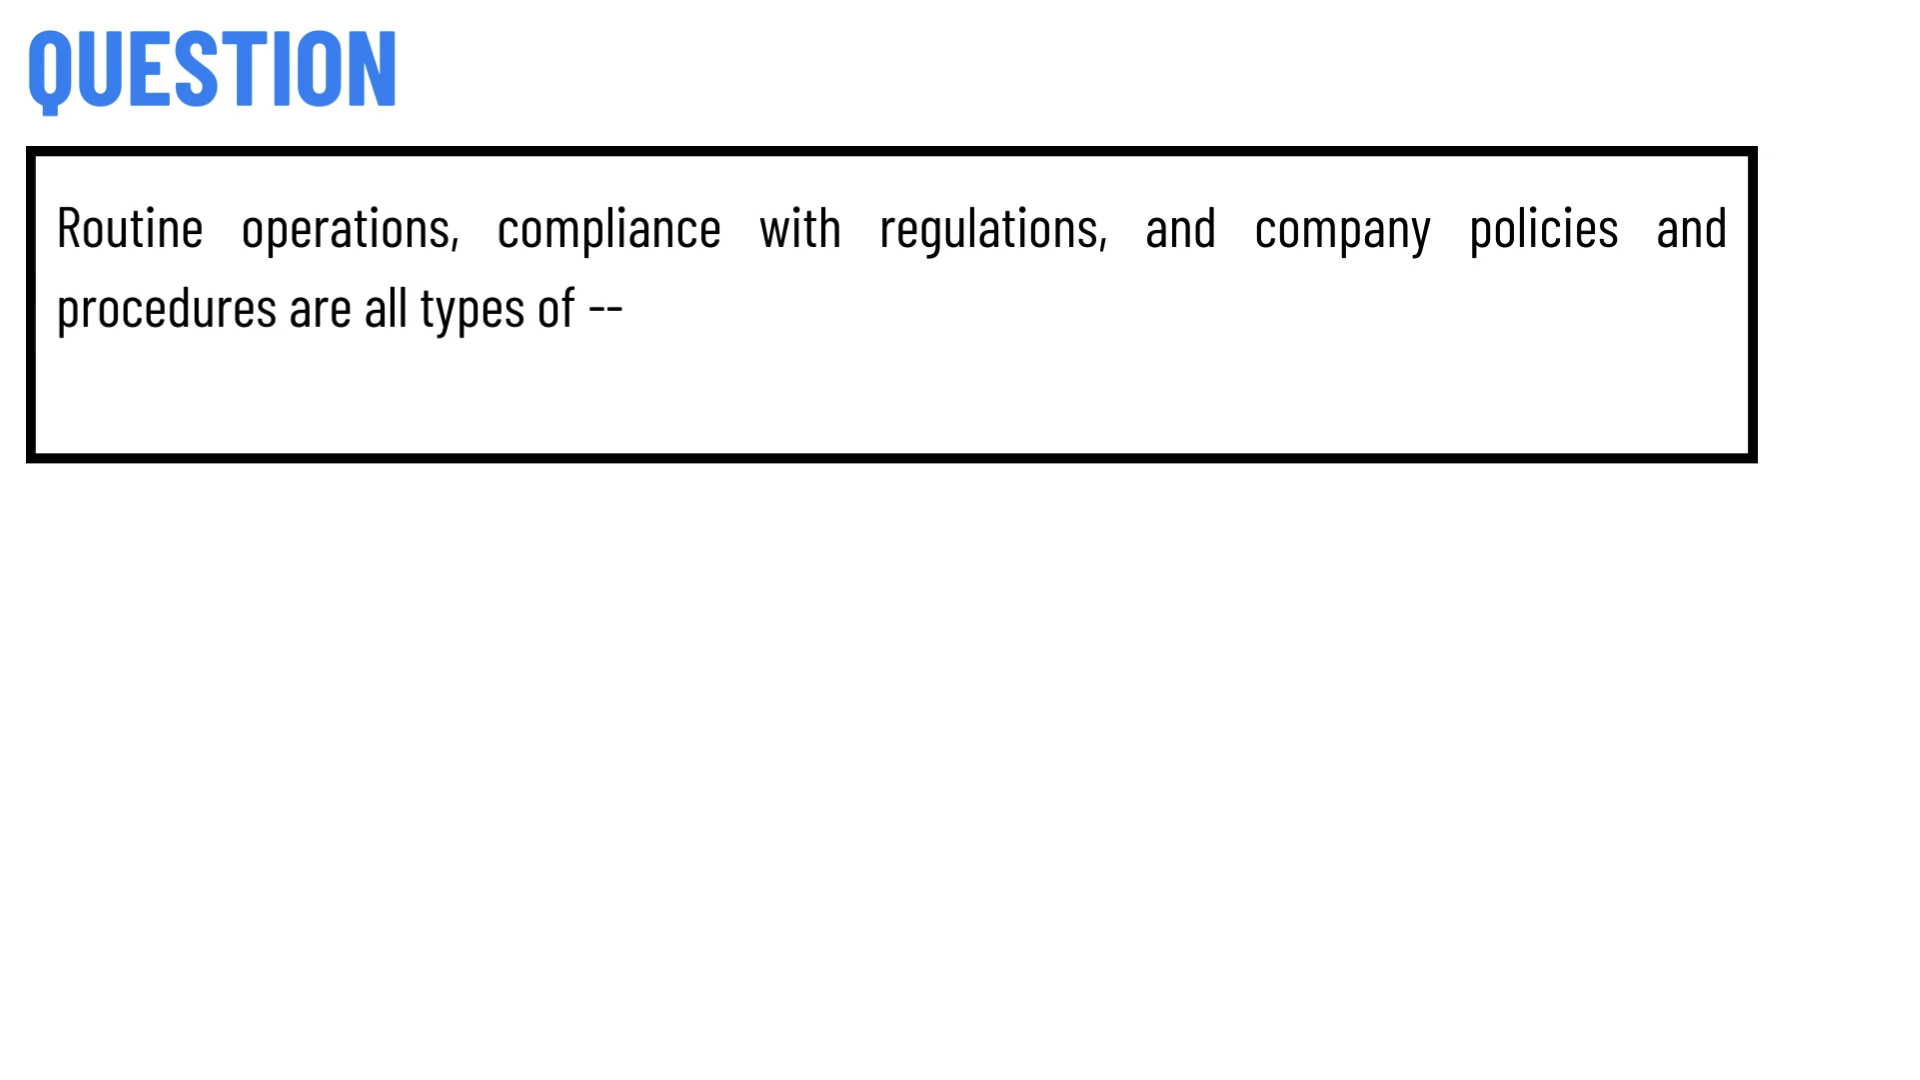 QUESTION
Routine operations, compliance with regulations, and company policies and
procedures are all types of --